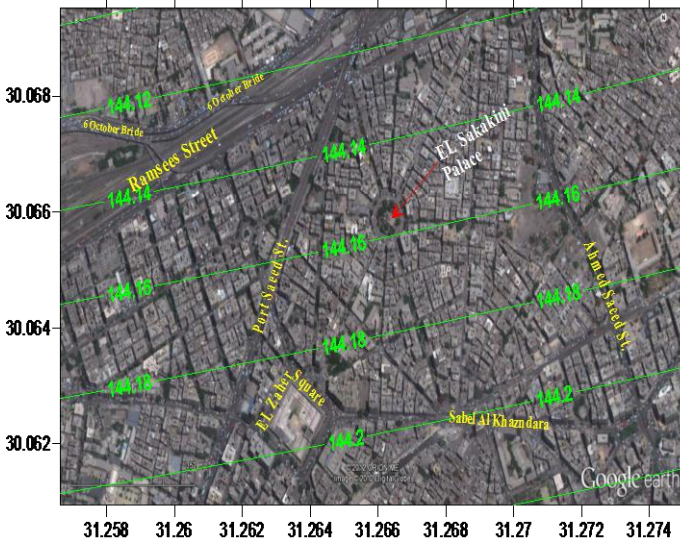 30.068
30.066
30.064
30.062
31.258
31.26
31.262
31.264
31.266
31.268
31.27
31.272
31.274
144.12
144.14
144.14
144.14
144.16
144.16
144.16
144.18
144.18
144.18
144.2
144.2
6 October Bride
6 October Bride
Ramsees Street
EL Sakakini
Palace
Port Saeed St.
Ahmed Saeed St.
EL Zaher
Square
Sabel Al Khazndara
Google earth